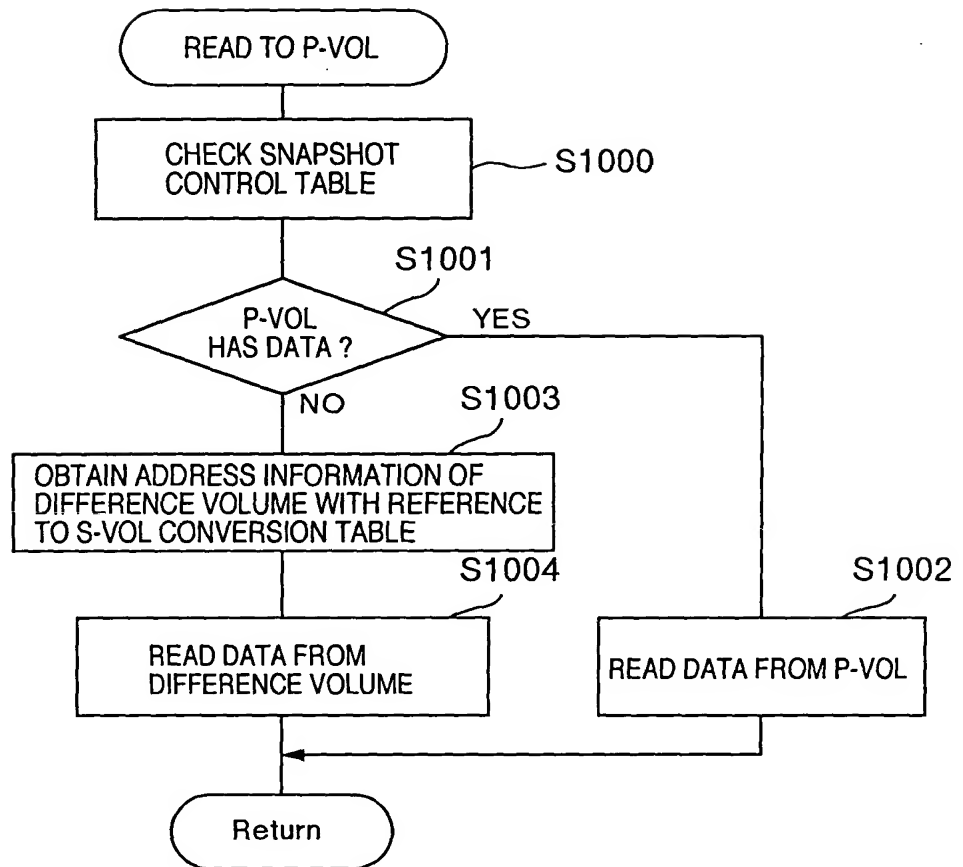 READ TO P-VOL
CHECK SNAPSHOT
CONTROL TABLE
S1000
S1001
P-VOL
HAS DATA ?
YES
NO
S1003
OBTAIN ADDRESS INFORMATION OF
DIFFERENCE VOLUME WITH REFERENCE
TO S-VOL CONVERSION TABLE
S1004
READ DATA FROM
DIFFERENCE VOLUME
S1002
READ DATA FROM P-VOL
Return